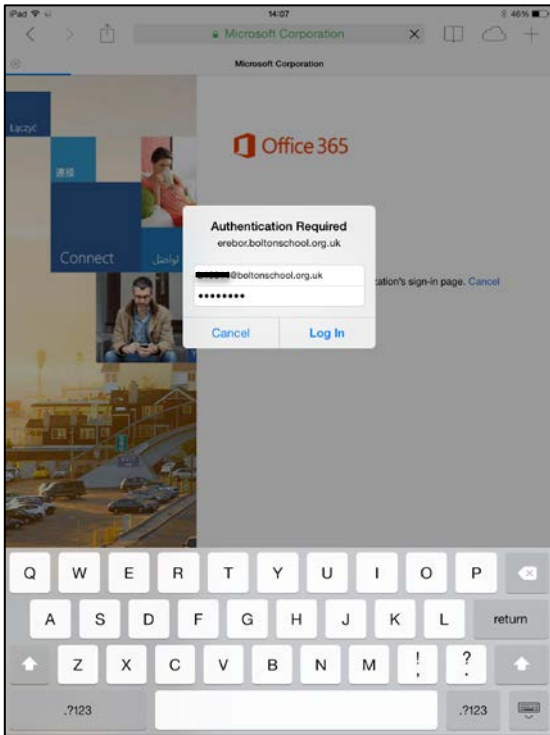 iPad 14:07 46%
Microsoft Corporation
Microsoft Corporation
Łączyć
連接
Office 365
Connect
تواصل
Authentication Required
erebor.boltonschool.org.uk
@boltonschool.org.uk
ation's sign-in page. Cancel
••••••••
Cancel Log In
Q W E R T Y U I O P
A S D F G H J K L return
Z X C V B N M ! , ? .
.?123 .?123